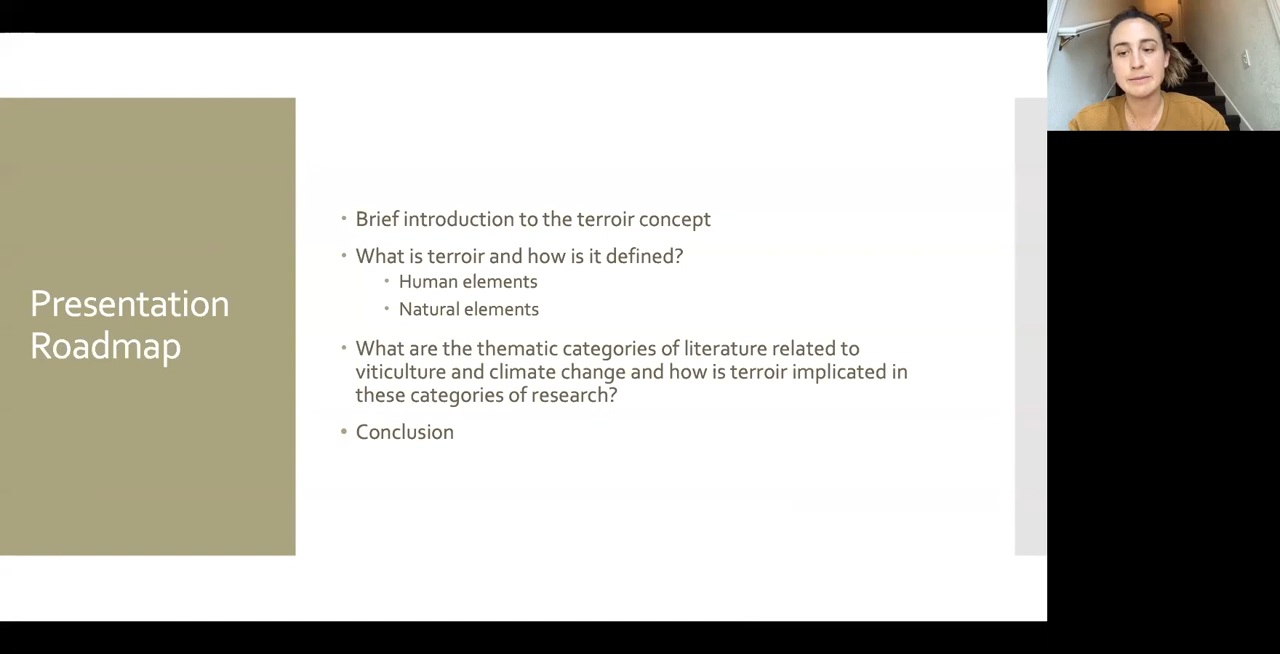 Presentation
Roadmap
• Brief introduction to the terroir concept
• What is terroir and how is it defined?
• Human elements
• Natural elements
• What are the thematic categories of literature related to
viticulture and climate change and how is terroir implicated in
these categories of research?
• Conclusion